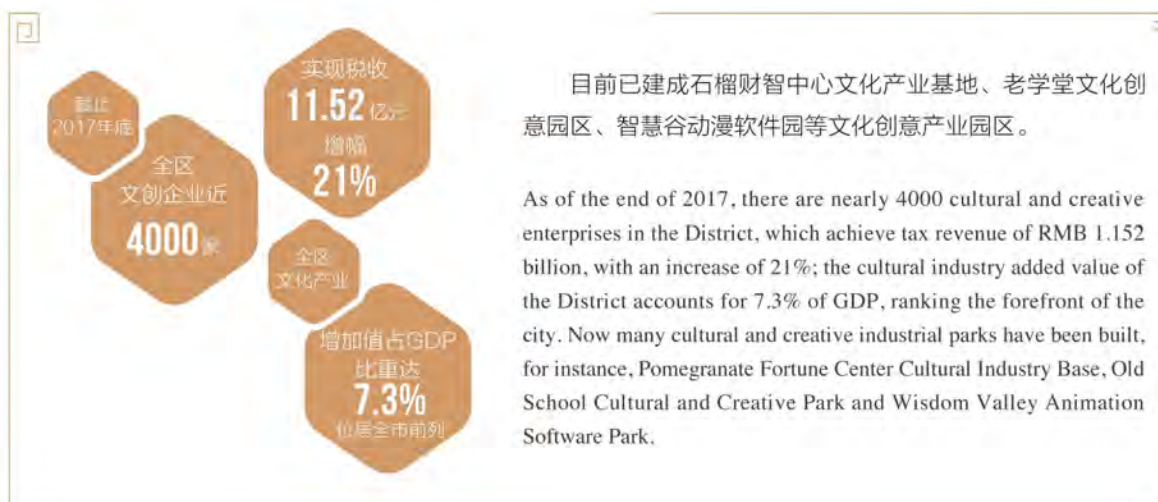 截止
2017年底
全区
文创企业近
4000家
实现税收
11.52亿元
增幅
21%
全区
文化产业
增加值占GDP
比重达
7.3%
位居全市前列
目前已建成石榴财智中心文化产业基地、老学堂文化创
意园区、智慧谷动漫软件园等文化创意产业园区。
As of the end of 2017, there are nearly 4000 cultural and creative
enterprises in the District, which achieve tax revenue of RMB 1.152
billion, with an increase of 21%; the cultural industry added value of
the District accounts for 7.3% of GDP, ranking the forefront of the
city. Now many cultural and creative industrial parks have been built,
for instance, Pomegranate Fortune Center Cultural Industry Base, Old
School Cultural and Creative Park and Wisdom Valley Animation
Software Park.